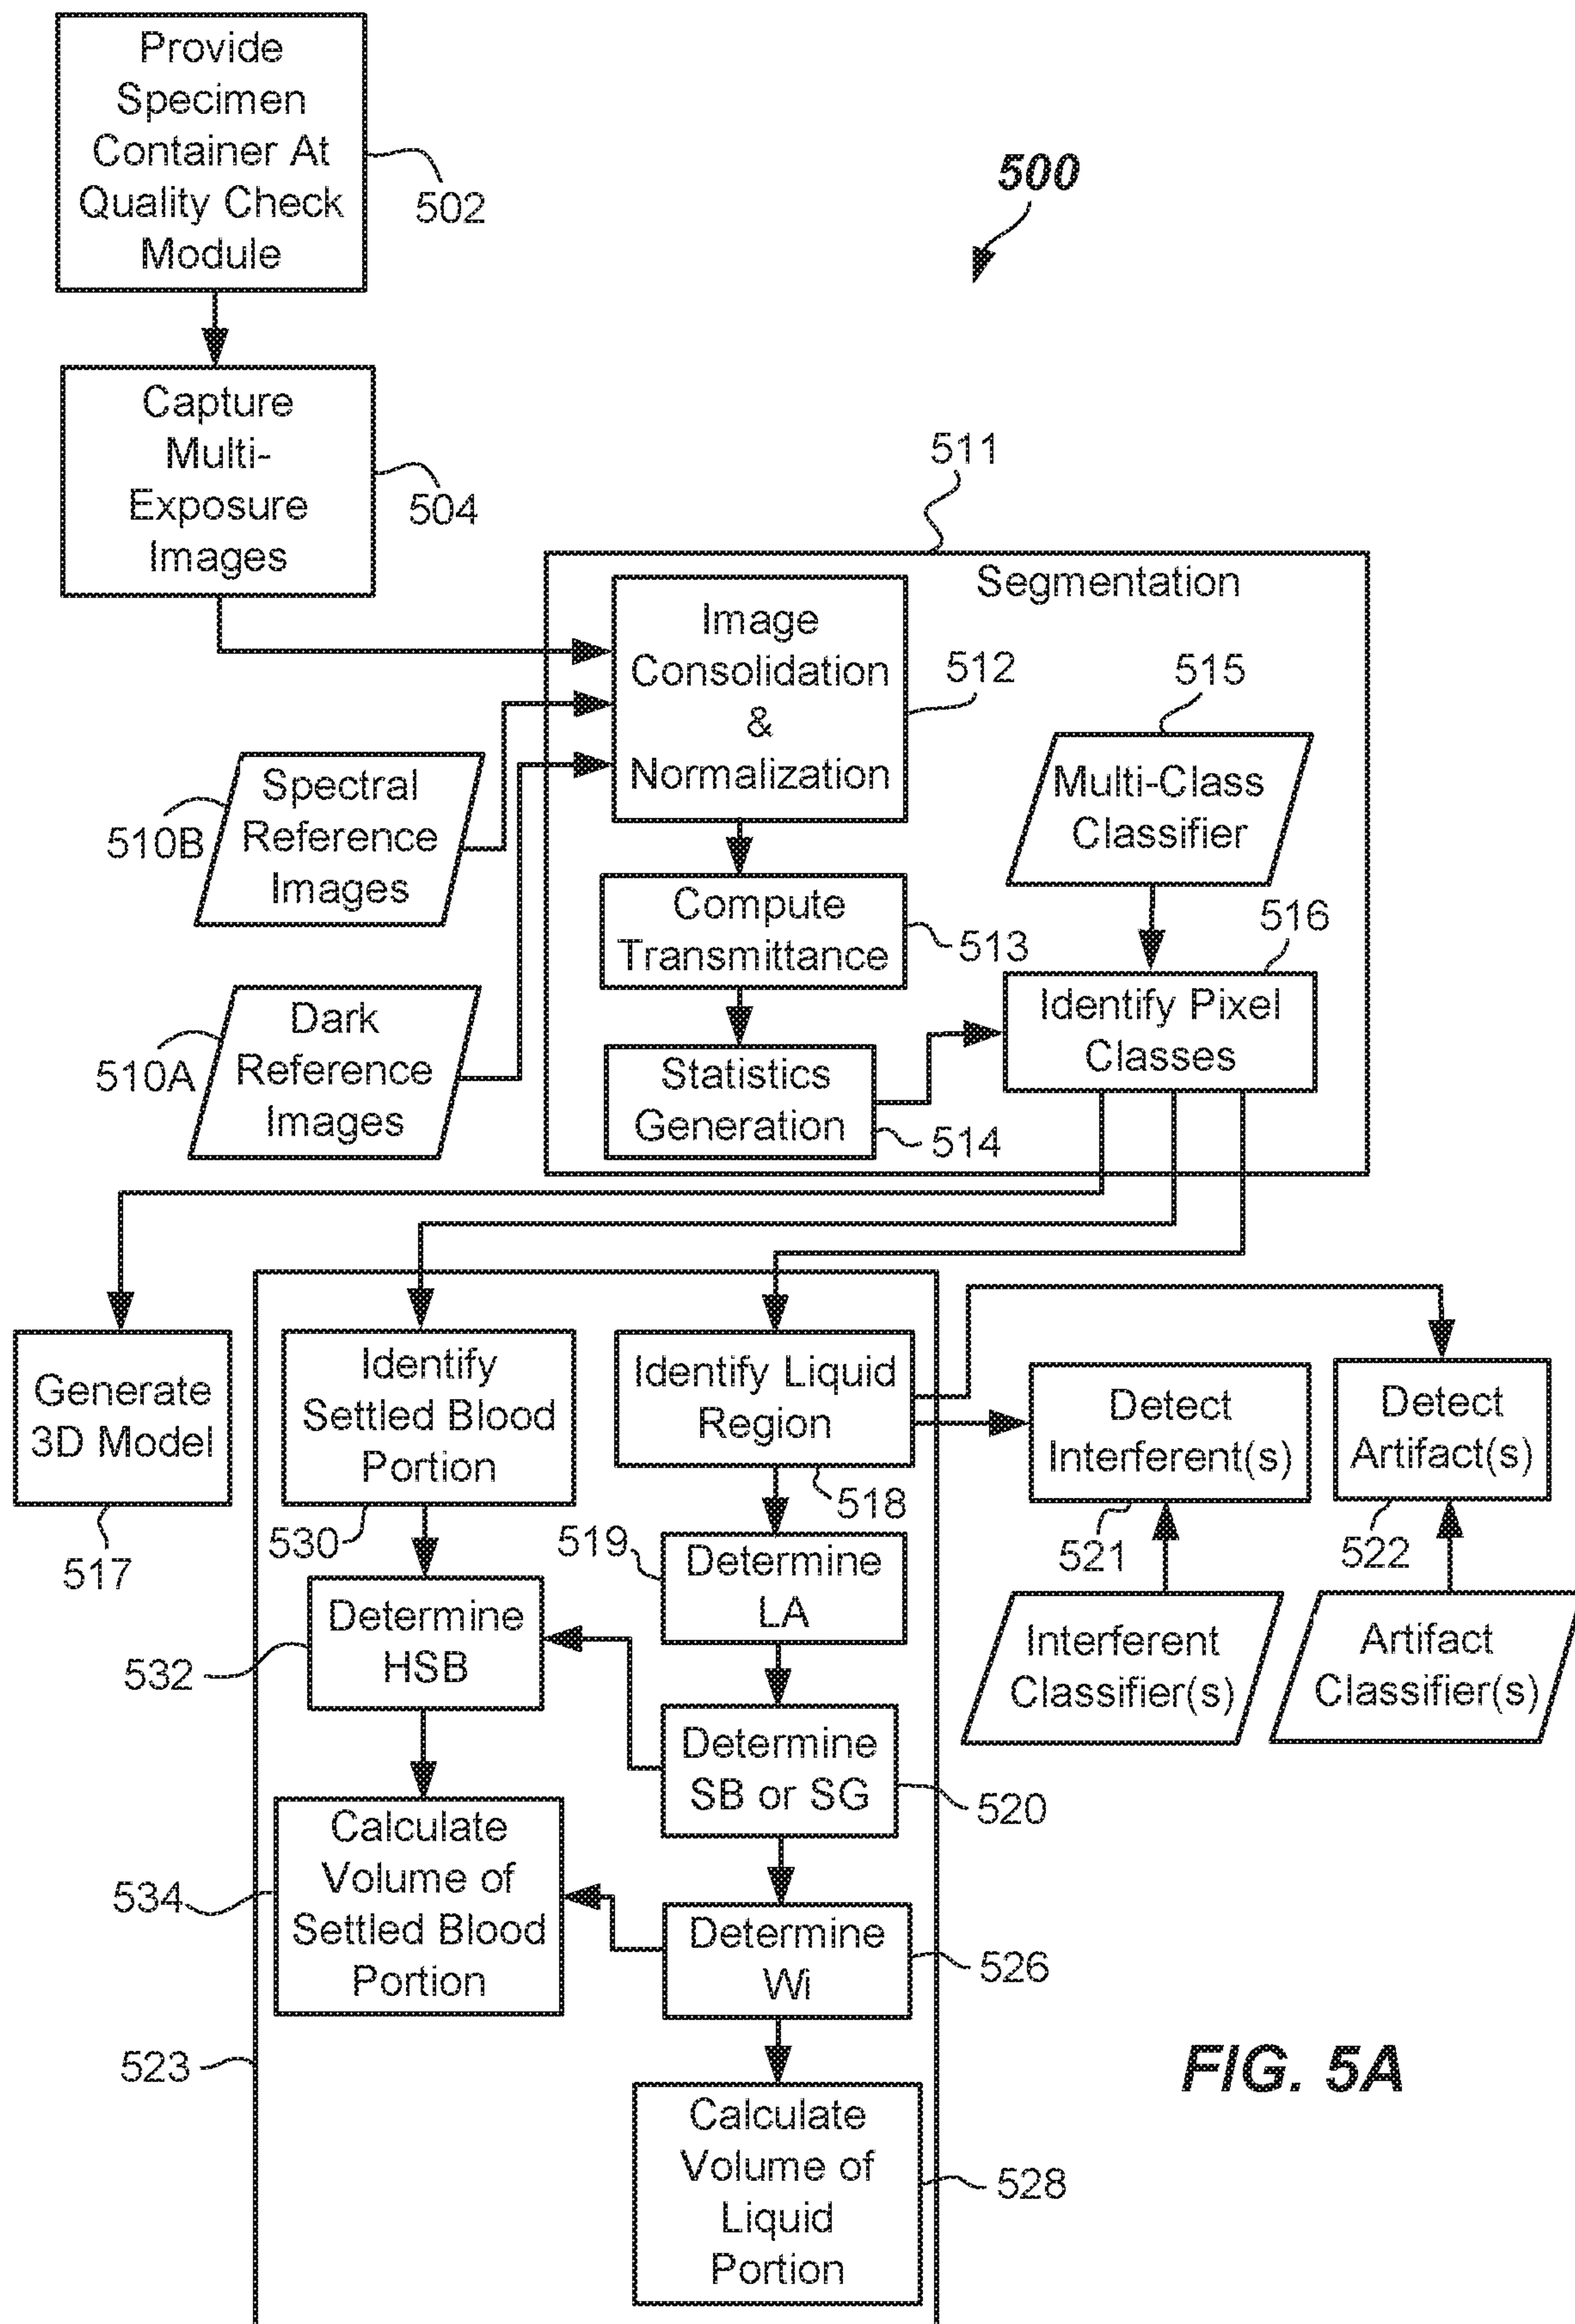 Provide
Specimen
Container At
Quality Check
Module
502
500
Capture
Multi-
Exposure
Images
504
511
Segmentation
Image
Consolidation
&
Normalization
512
515
Multi-Class
Classifier
510B
Spectral
Reference
Images
Compute
Transmittance
513
516
Identify Pixel
Classes
510A
Dark
Reference
Images
Statistics
Generation
514
Generate
3D Model
517
Identify
Settled Blood
Portion
530
Identify Liquid
Region
518
Detect
Interferent(s)
521
Detect
Artifact(s)
522
519
Determine
LA
Interferent
Classifier(s)
Artifact
Classifier(s)
Determine
HSB
532
Determine
SB or SG
520
Calculate
Volume of
Settled Blood
Portion
534
Determine
Wi
526
523
Calculate
Volume of
Liquid
Portion
528
FIG. 5A